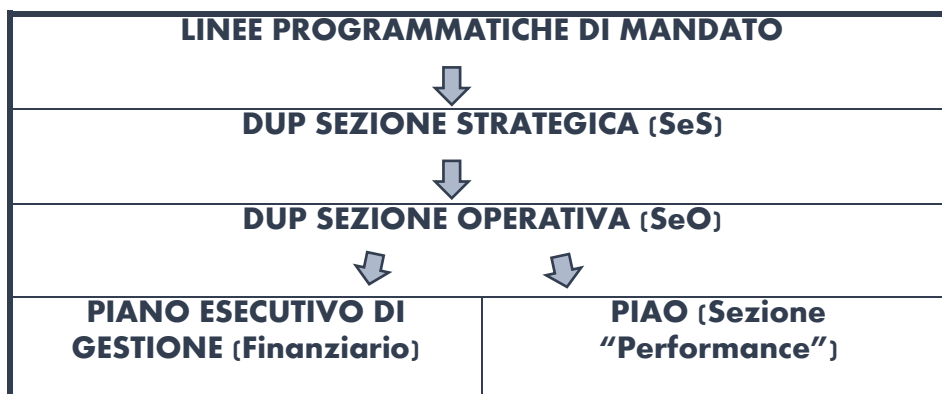 LINEE PROGRAMMATICHE DI MANDATO
DUP SEZIONE STRATEGICA (SeS)
DUP SEZIONE OPERATIVA (SeO)
PIANO ESECUTIVO DI
GESTIONE (Finanziario)
PIAO (Sezione
“Performance”)